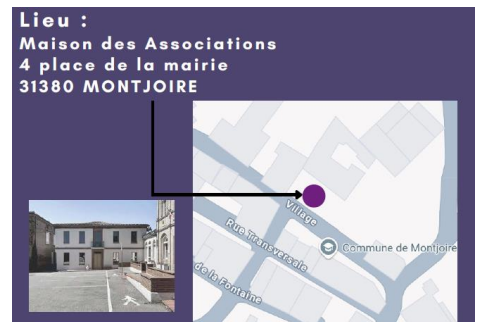 Lieu :
Maison des Associations
4 place de la mairie
31380 MONTJOIRE
Village
Rue Transversale
Commune de Montjoire
de la Fontaine